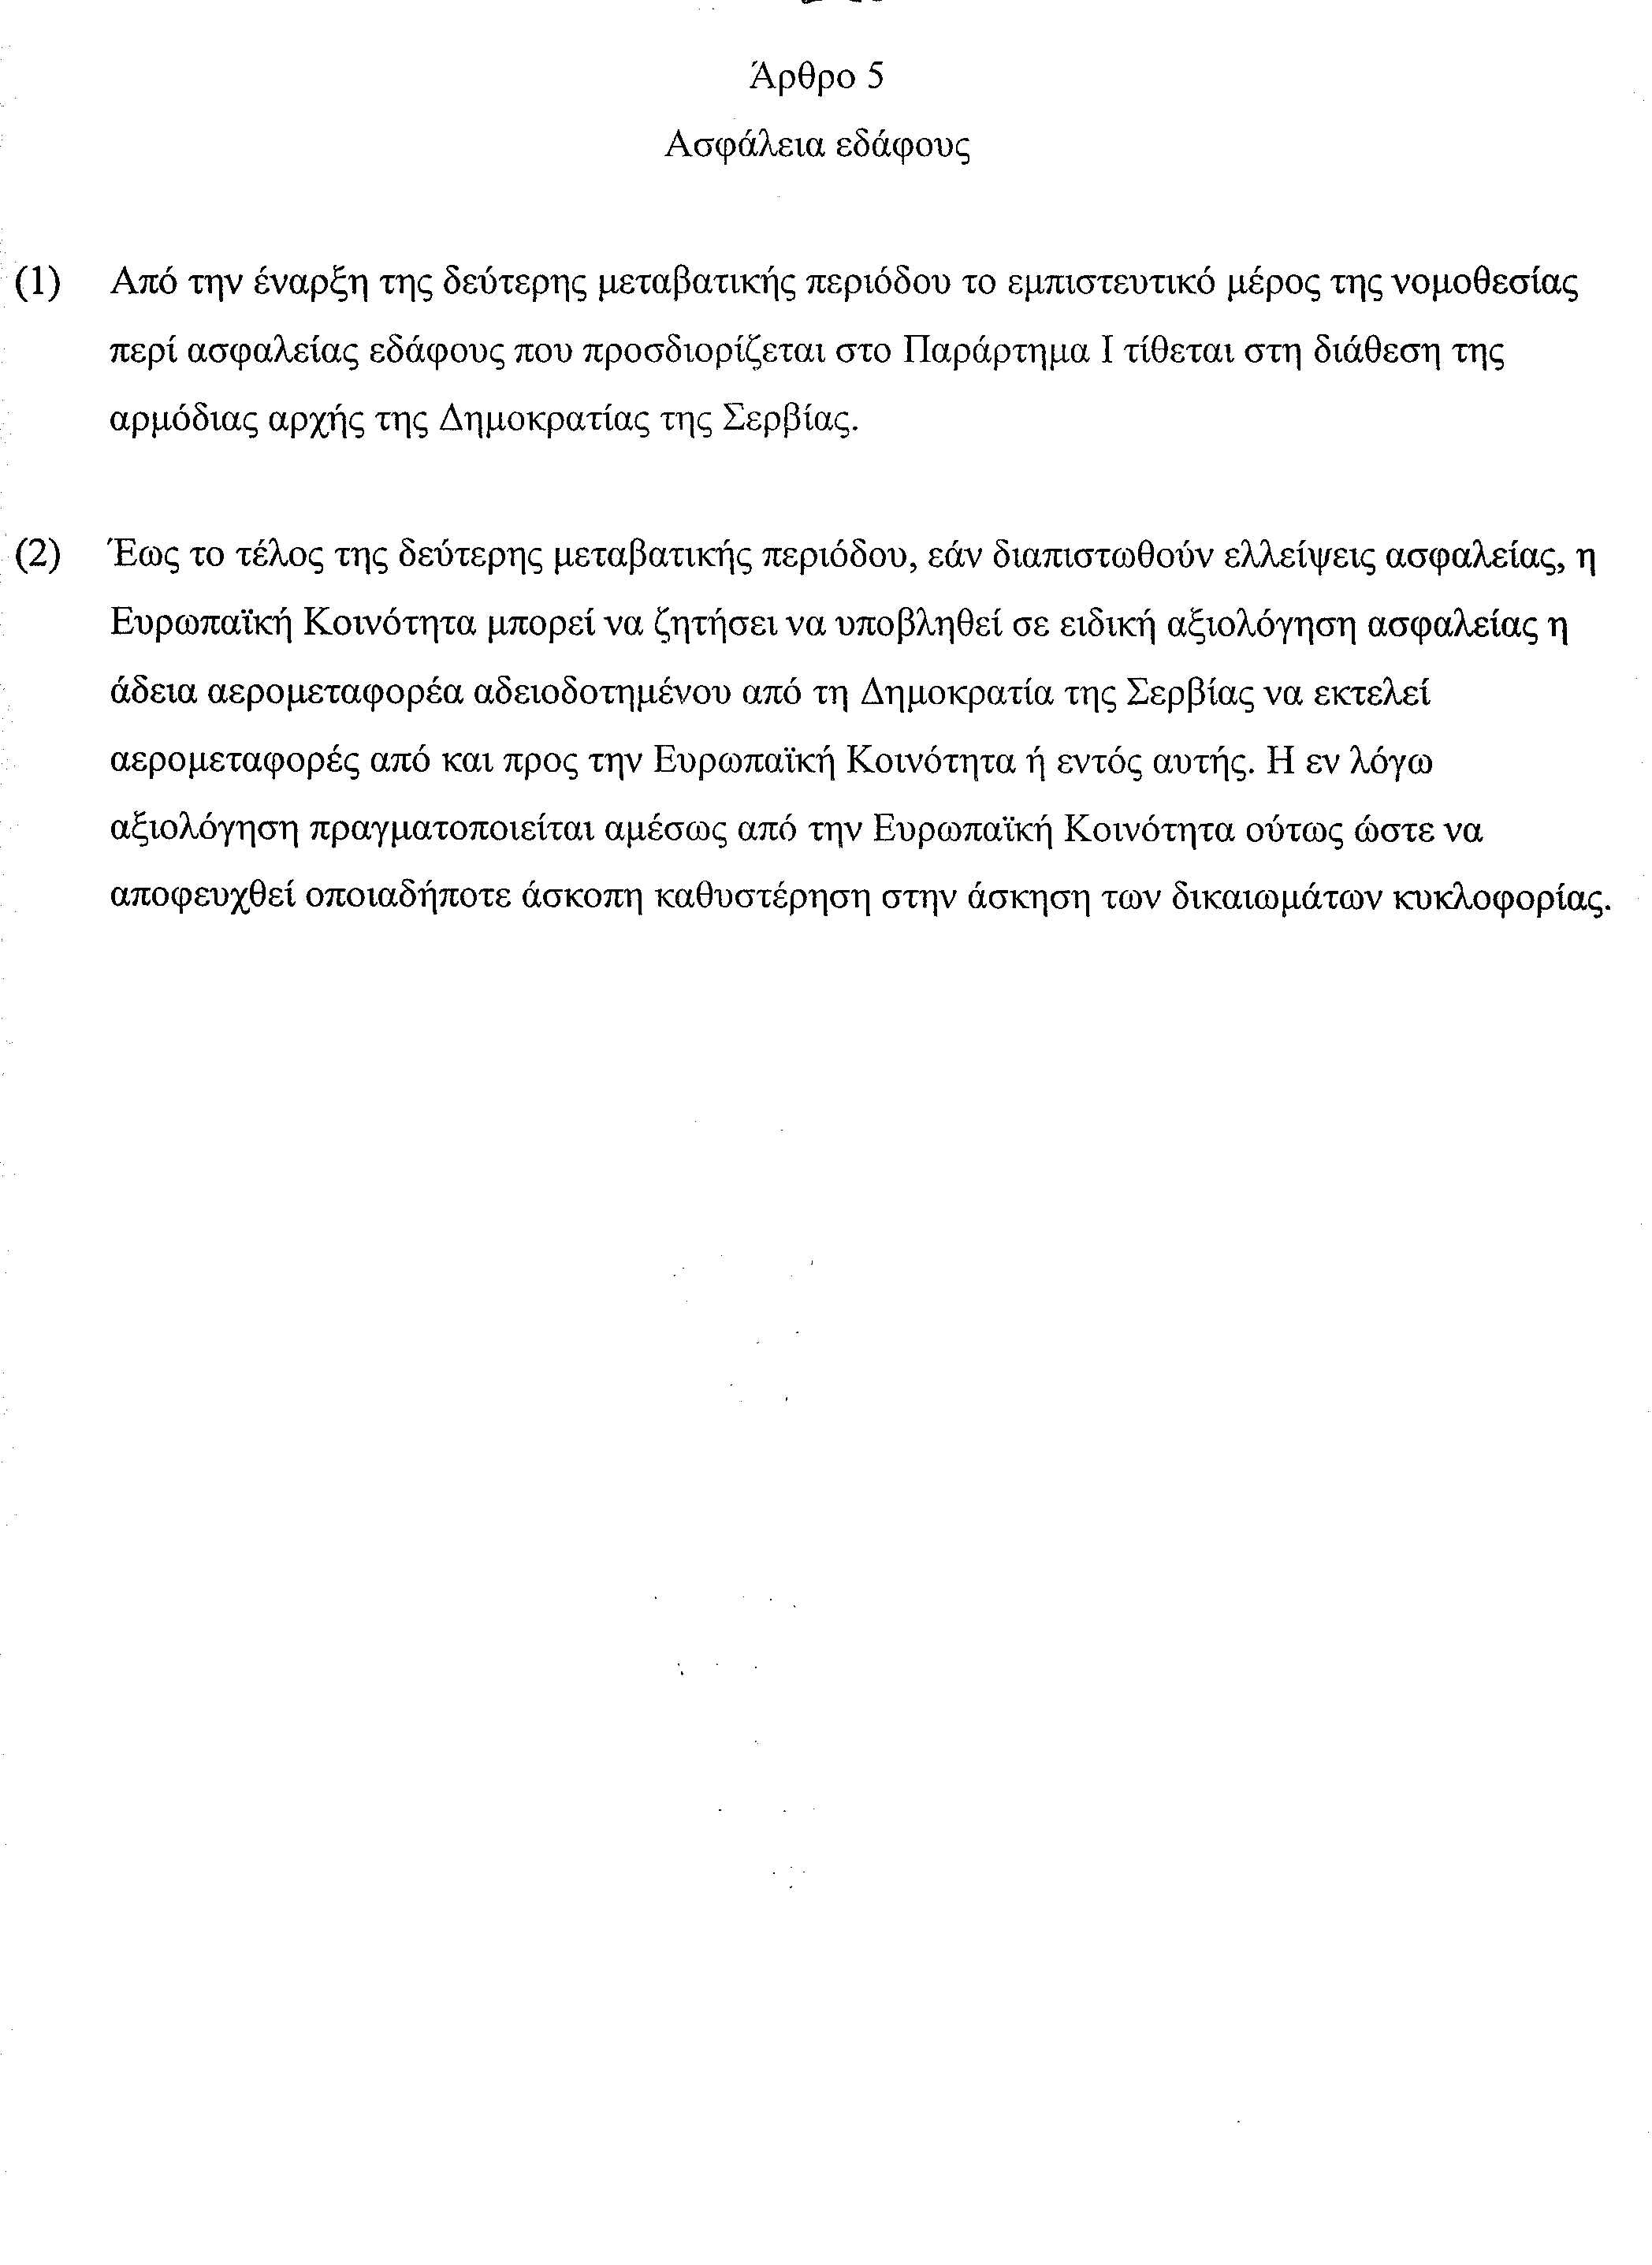 Άρθρο 5
Ασφάλεια εδάφους
(1) Από την έναρξη της δεύτερης μεταβατικής περιόδου το εμπιστευτικό μέρος της νομοθεσίας
περί ασφαλείας εδάφους που προσδιορίζεται στο Παράρτημα Ι τίθεται στη διάθεση της
αρμόδιας αρχής της Δημοκρατίας της Σερβίας.
(2) Έως το τέλος της δεύτερης μεταβατικής περιόδου, εάν διαπιστωθούν ελλείψεις ασφαλείας, η
Ευρωπαϊκή Κοινότητα μπορεί να ζητήσει να υποβληθεί σε ειδική αξιολόγηση ασφαλείας η
άδεια αερομεταφορέα αδειοδοτημένου από τη Δημοκρατία της Σερβίας να εκτελεί
αερομεταφορές από και προς την Ευρωπαϊκή Κοινότητα ή εντός αυτής. Η εν λόγω
αξιολόγηση πραγματοποιείται αμέσως από την Ευρωπαϊκή Κοινότητα ούτως ώστε να
αποφευχθεί οποιαδήποτε άσκοπη καθυστέρηση στην άσκηση των δικαιωμάτων κυκλοφορίας.